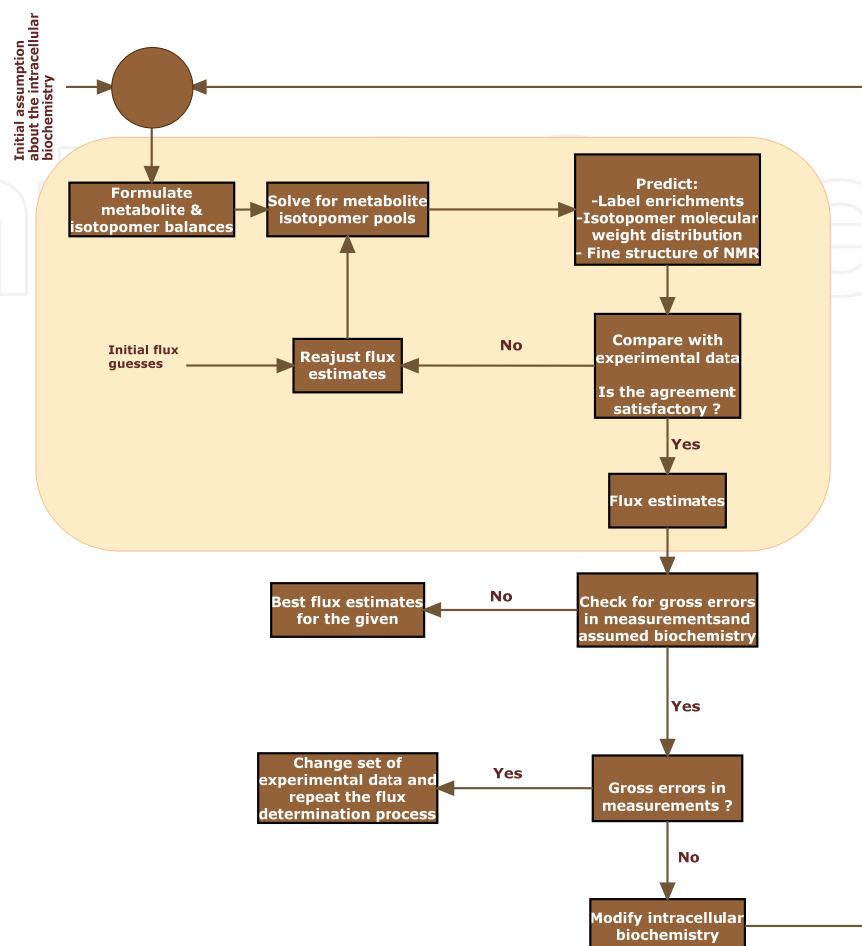 Initial assumption
about the intracellular
biochemistry
Formulate
metabolite &
isotopomer balances
Solve for metabolite
isotopomer pools
Predict:
-Label enrichments
-Isotopomer molecular
weight distribution
- Fine structure of NMR
Initial flux
guesses
Reajust flux
estimates
No
Compare with
experimental data
Is the agreement
satisfactory ?
Yes
Flux estimates
Best flux estimates
for the given
No
Check for gross errors
in measurementsand
assumed biochemistry
Yes
Change set of
experimental data and
repeat the flux
determination process
Yes
Gross errors in
measurements ?
No
Modify intracellular
biochemistry